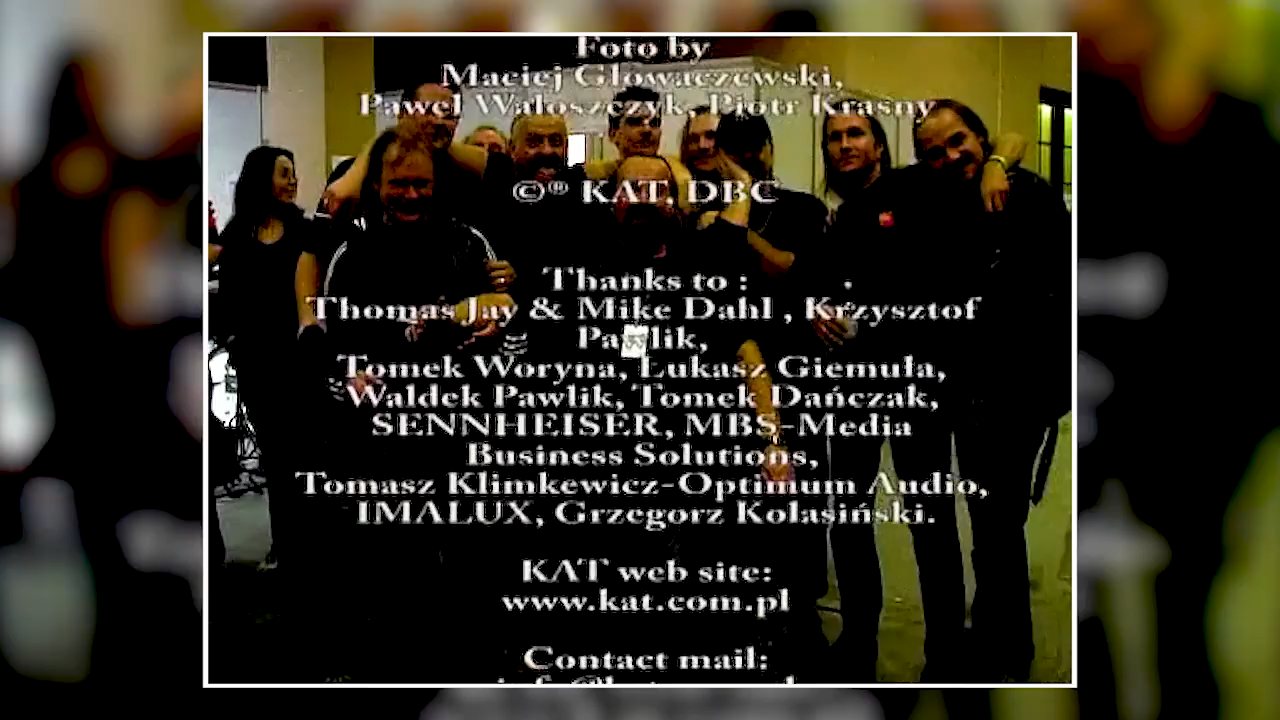 Foto by
Maciej Głowaczewski,
Paweł Wałoszczyk, Piotr Krasny
©® KAT, DBC
Thanks to :
Thomas Jay & Mike Dahl , Krzysztof
Pawlik,
Tomek Woryna, Łukasz Giemuła,
Waldek Pawlik, Tomek Dańczak,
SENNHEISER, MBS-Media
Business Solutions,
Tomasz Klimkewicz-Optimum Audio,
IMALUX, Grzegorz Kolasiński.
KAT web site:
www.kat.com.pl
Contact mail: